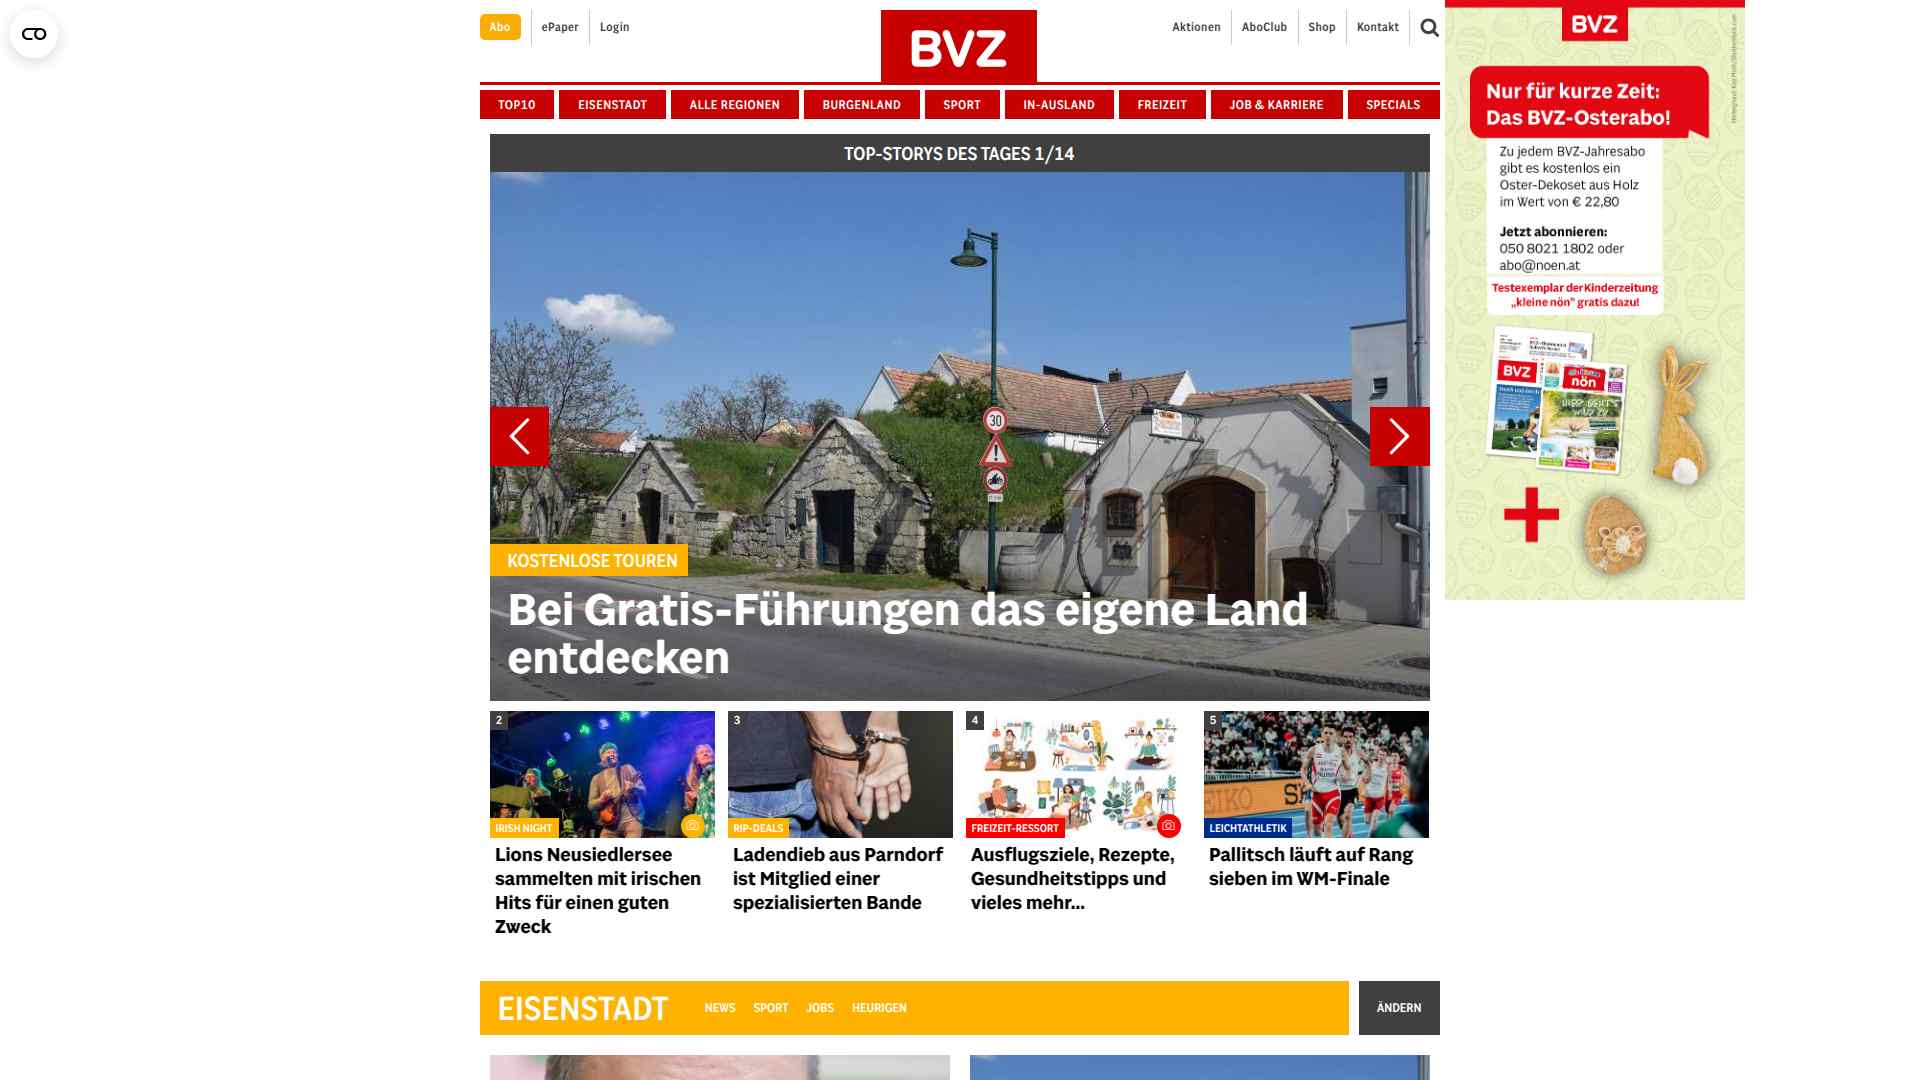 Abo
ePaper
Login
BVZ
Aktionen
AboClub
Shop
Kontakt
TOP10
EISENSTADT
ALLE REGIONEN
BURGENLAND
SPORT
IN-AUSLAND
FREIZEIT
JOB & KARRIERE
SPECIALS
TOP-STORYS DES TAGES 1/14
30
KOSTENLOSE TOUREN
Bei Gratis-Führungen das eigene Land
entdecken
2
IRISH NIGHT
Lions Neusiedlersee
sammelten mit irischen
Hits für einen guten
Zweck
3
RIP-DEALS
Ladendieb aus Parndorf
ist Mitglied einer
spezialisierten Bande
4
FREIZEIT-RESSORT
Ausflugsziele, Rezepte,
Gesundheitstipps und
vieles mehr...
5
SEIKO
LEICHTATHLETIK
Pallitsch läuft auf Rang
sieben im WM-Finale
EISENSTADT
NEWS
SPORT
JOBS
HEURIGEN
ÄNDERN
BVZ
Nur für kurze Zeit:
Das BVZ-Osterabo!
Zu jedem BVZ-Jahresabo
gibt es kostenlos ein
Oster-Dekoset aus Holz
im Wert von € 22,80
Jetzt abonnieren:
050 8021 1802 oder
abo@noen.at
Testexemplar der Kinderzeitung
„kleine nön“ gratis dazu!
BVZ
nön